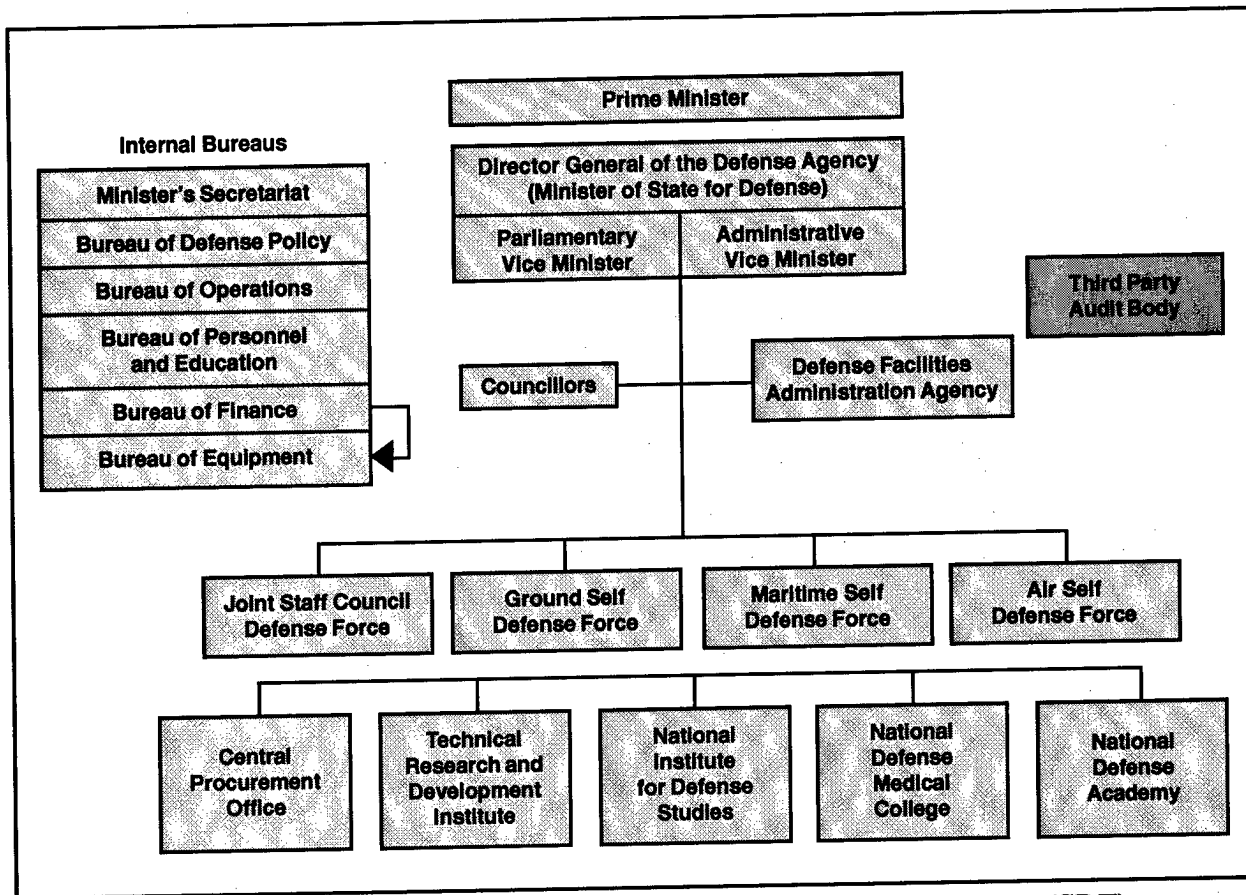 Prime Minister
Internal Bureaus
Minister's Secretariat
Bureau of Defense Policy
Bureau of Operations
Bureau of Personnel
and Education
Bureau of Finance
Bureau of Equipment
Director General of the Defense Agency
(Minister of State for Defense)
Parliamentary
Vice Minister
Administrative
Vice Minister
Third Party
Audit Body
Councillors
Defense Facilities
Administration Agency
Joint Staff Council
Defense Force
Ground Self
Defense Force
Maritime Self
Defense Force
Air Self
Defense Force
Central
Procurement
Office
Technical
Research and
Development
Institute
National
Institute
for Defense
Studies
National
Defense
Medical
College
National
Defense
Academy